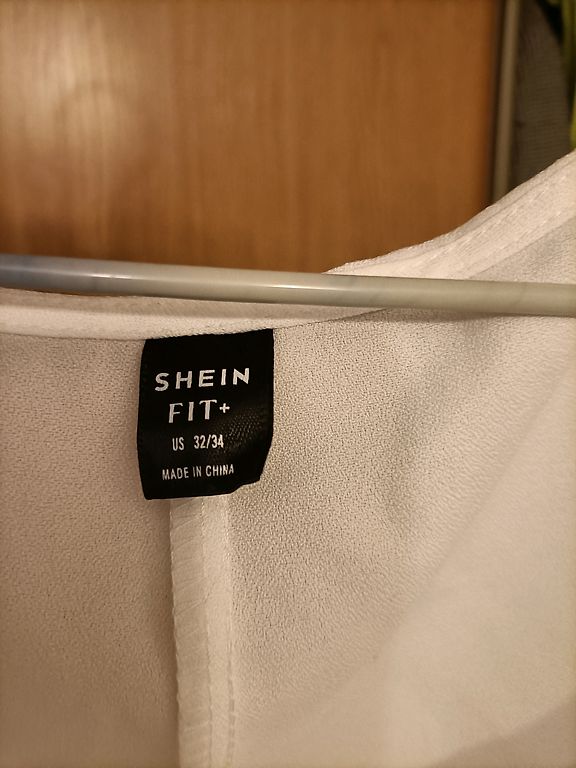 SHEIN
FIT+
US 32/34
MADE IN CHINA